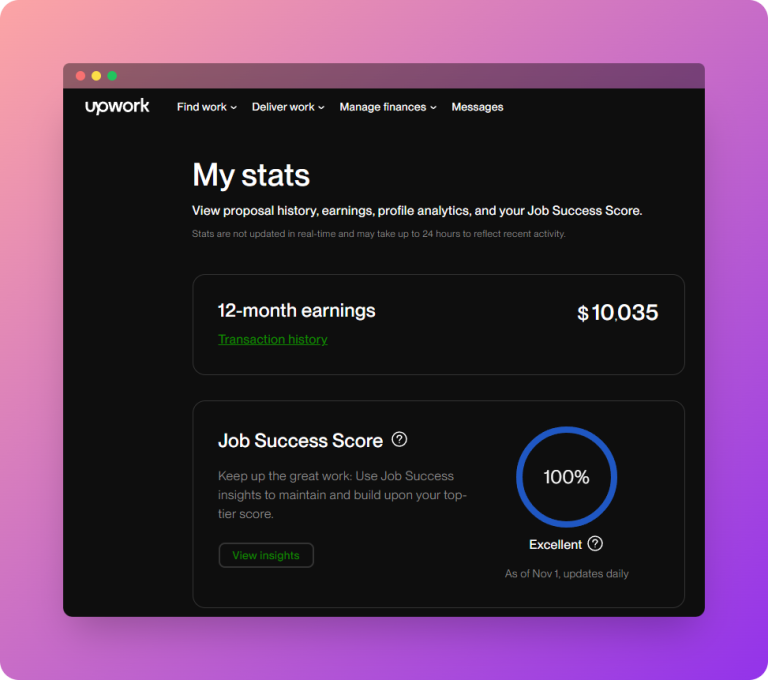 upwork Find work Deliver work Manage finances Messages
My stats
View proposal history, earnings, profile analytics, and your Job Success Score.
Stats are not updated in real-time and may take up to 24 hours to reflect recent activity.
12-month earnings
$10,035
Transaction history
Job Success Score ?
Keep up the great work: Use Job Success
insights to maintain and build upon your top-
tier score.
View insights
100%
Excellent ?
As of Nov 1, updates daily